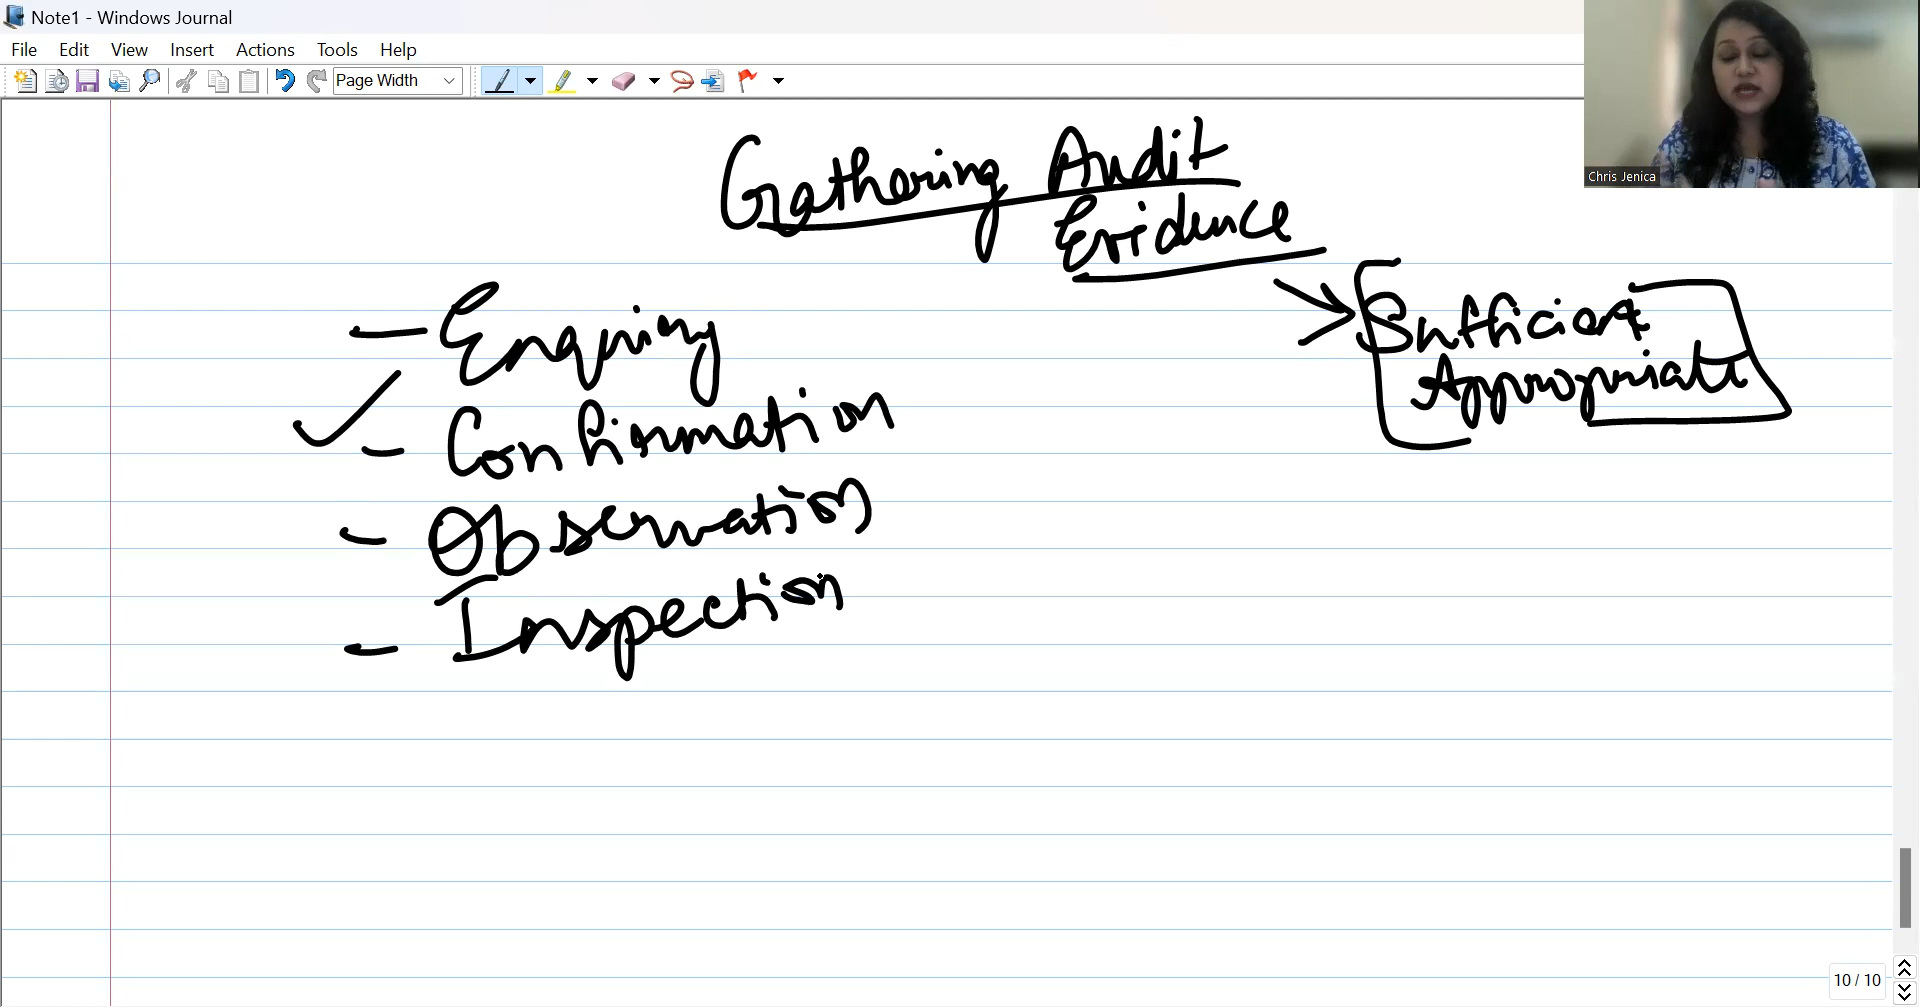 Note1 - Windows Journal
File Edit View Insert Actions Tools Help
Page Width
Chris Jenica
Gathering Audit
Evidence
- Enquiry
Sufficient
Appropriate
- Confirmation
- Observation
- Inspection
10 / 10